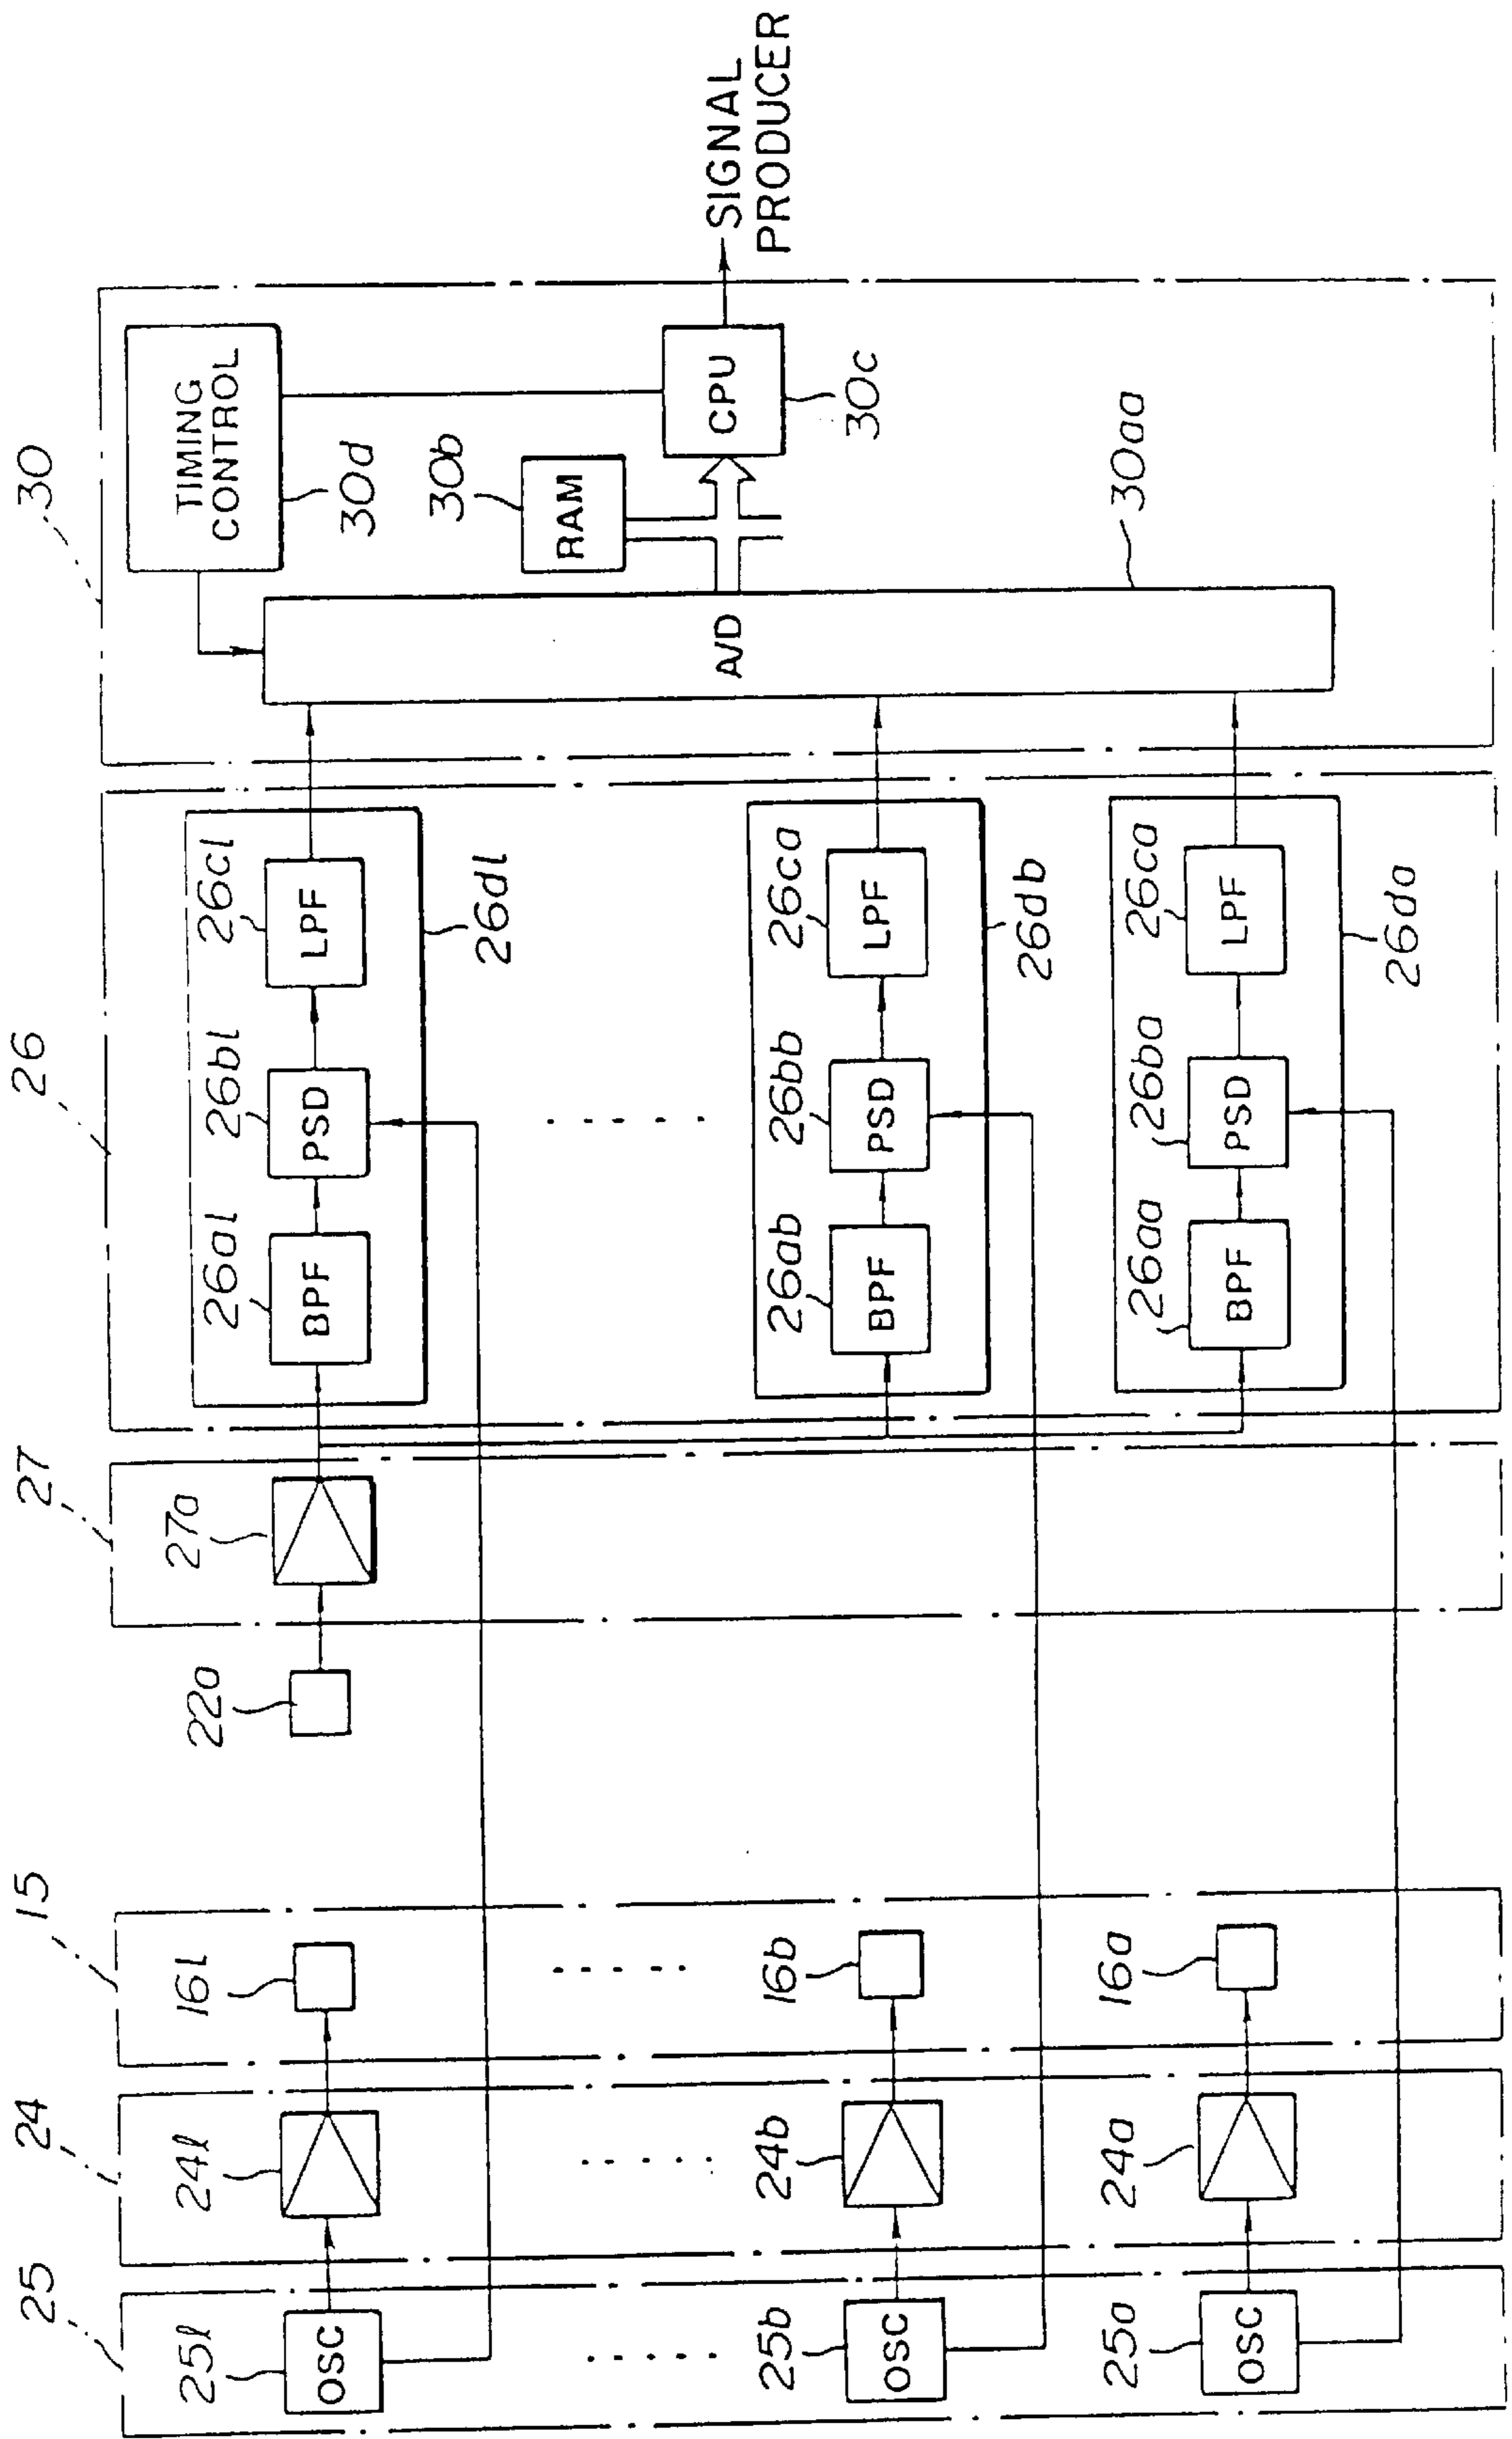 25
24
15
27
26
30
25l
OSC
24l
16l
22a
27a
26al
BPF
26bl
PSD
26cl
LPF
26dl
TIMING
CONTROL
30d
30b
RAM
CPU
30c
SIGNAL
PRODUCER
A/D
30aa
25b
OSC
24b
16b
26ab
BPF
26bb
PSD
26ca
LPF
26db
25a
OSC
24a
16a
26aa
BPF
26ba
PSD
26ca
LPF
26da